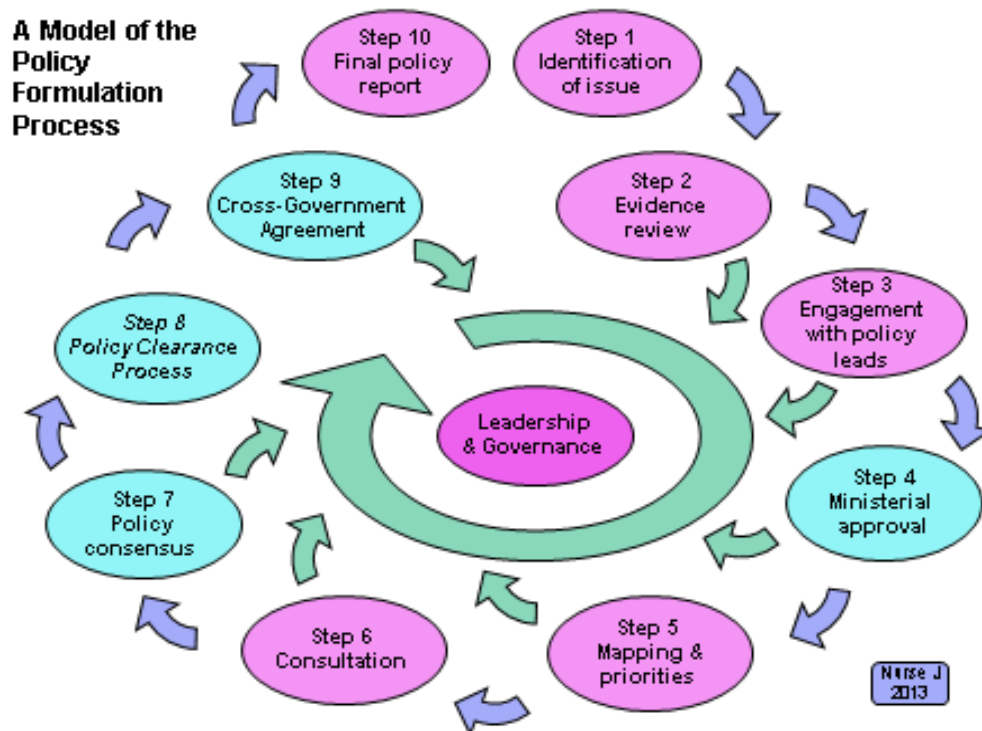 A Model of the
Policy
Formulation
Process
Step 10
Final policy
report
Step 1
Identification
of issue
Step 2
Evidence
review
Step 3
Engagement
with policy
leads
Step 4
Ministerial
approval
Step 5
Mapping &
priorities
Step 6
Consultation
Step 7
Policy
consensus
Step 8
Policy Clearance
Process
Step 9
Cross-Government
Agreement
Leadership
& Governance
Nurse J
2013